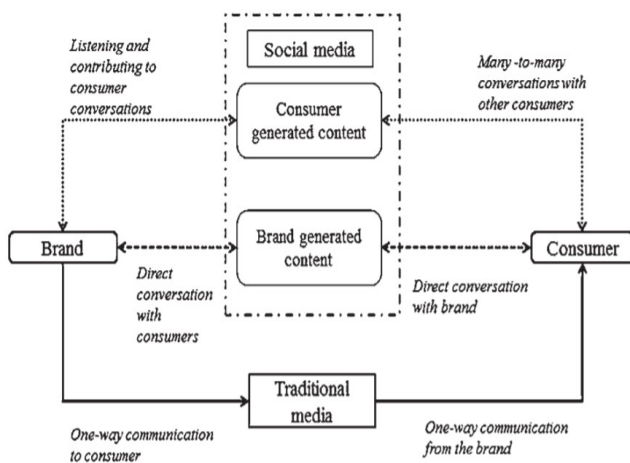 Listening and
contributing to
consumer
conversations
Social media
Many -to-many
conversations with
other consumers
Consumer
generated content
Brand
Brand generated
content
Consumer
Direct
conversation
with
consumers
Direct conversation
with brand
Traditional
media
One-way communication
to consumer
One-way communication
from the brand